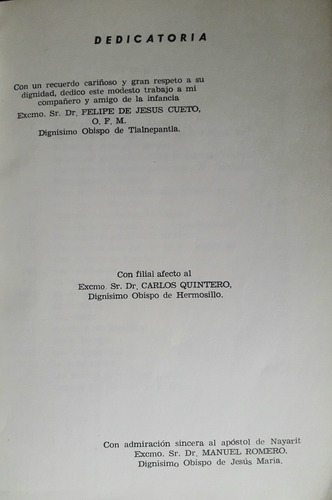 DEDICATORIA
Con un recuerdo cariñoso y gran respeto a su
dignidad, dedico este modesto trabajo a mi
compañero y amigo de la infancia
Excmo. Sr. Dr. FELIPE DE JESUS CUETO,
O. F. M.
Dignísimo Obispo de Tlalnepantla.
Con filial afecto al
Excmo. Sr. Dr. CARLOS QUINTERO,
Dignísimo Obispo de Hermosillo.
Con admiración sincera al apóstol de Nayarit
Excmo. Sr. Dr. MANUEL ROMERO.
Dignísimo Obispo de Jesús María.